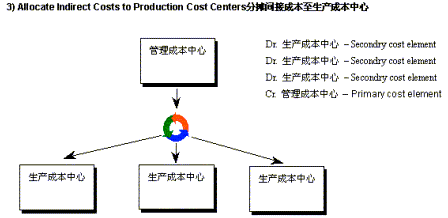 3) Allocate Indirect Costs to Production Cost Centers分摊间接成本至生产成本中心
管理成本中心
Dr. 生产成本中心 – Secondry cost element
Dr. 生产成本中心 – Secondry cost element
Dr. 生产成本中心 – Secondry cost element
Cr. 管理成本中心 – Primary cost element
生产成本中心
生产成本中心
生产成本中心